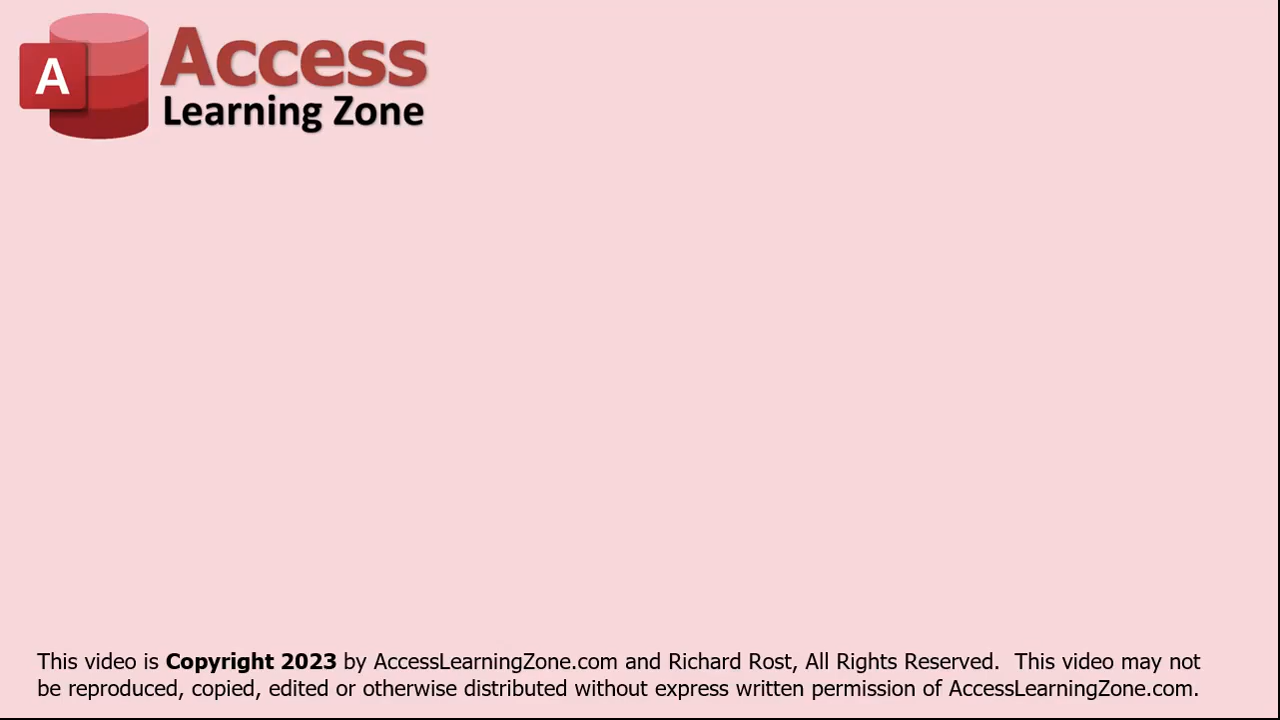 A
Access
Learning Zone
This video is Copyright 2023 by AccessLearningZone.com and Richard Rost, All Rights Reserved.  This video may not
be reproduced, copied, edited or otherwise distributed without express written permission of AccessLearningZone.com.